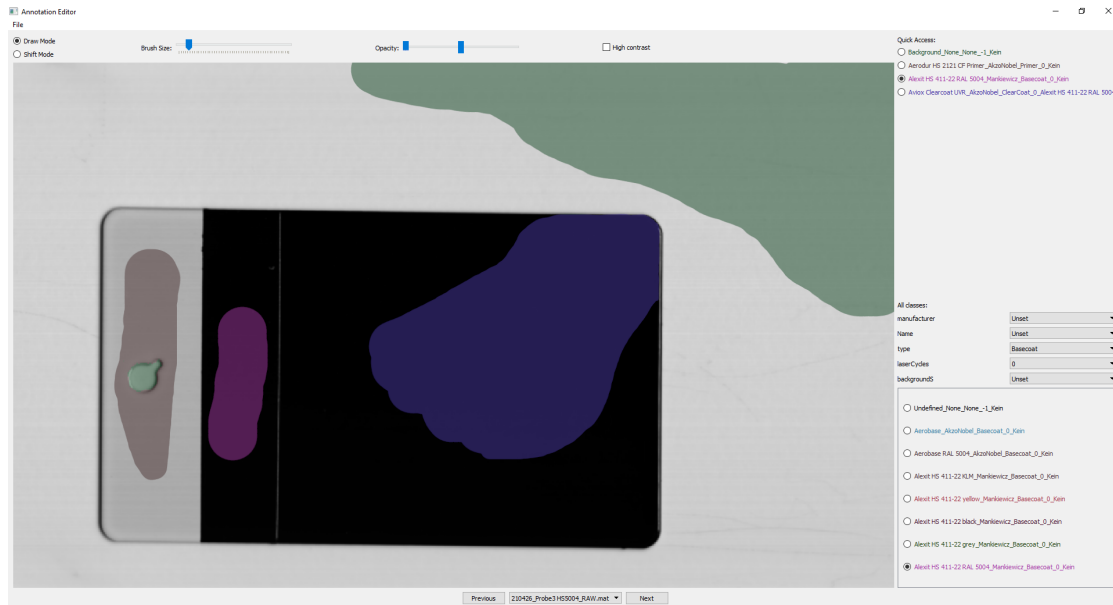 Annotation Editor
File
Draw Mode
Shift Mode
Brush Size:
Opacity:
High contrast
Quick Access:
Background_None_None_-1_Kein
Aerodur HS 2121 CF Primer_AkzoNobel_Primer_0_Kein
Alexit HS 411-22 RAL 5004_Mankiewicz_Basecoat_0_Kein
Aviox Clearcoat UVR_AkzoNobel_ClearCoat_0_Alexit HS 411-22 RAL 5004
All classes:
manufacturer Unset
Name Unset
type Basecoat
laserCycles 0
backgroundS Unset
Undefined_None_None_-1_Kein
Aerobase_AkzoNobel_Basecoat_0_Kein
Aerobase RAL 5004_AkzoNobel_Basecoat_0_Kein
Alexit HS 411-22 KLM_Mankiewicz_Basecoat_0_Kein
Alexit HS 411-22 yellow_Mankiewicz_Basecoat_0_Kein
Alexit HS 411-22 black_Mankiewicz_Basecoat_0_Kein
Alexit HS 411-22 grey_Mankiewicz_Basecoat_0_Kein
Alexit HS 411-22 RAL 5004_Mankiewicz_Basecoat_0_Kein
Previous 210426_Probe3 HS5004_RAW.mat Next